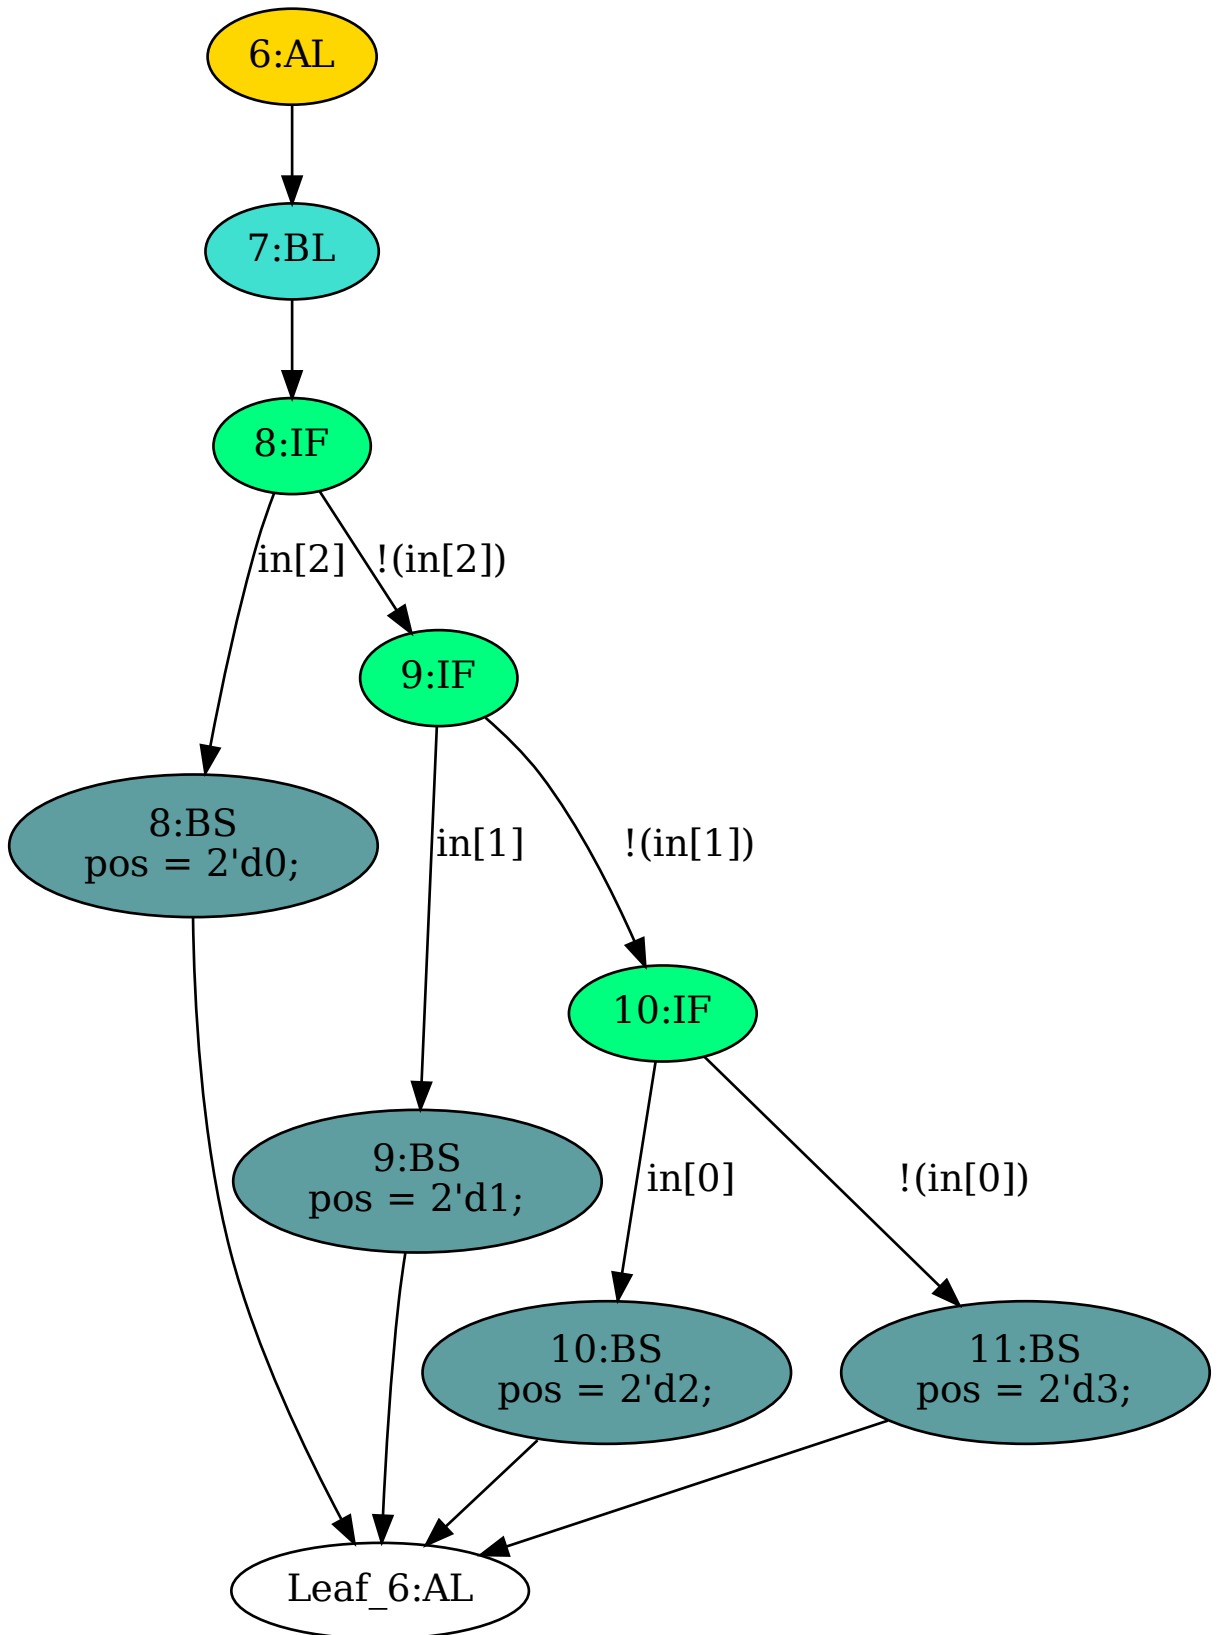 6:AL
7:BL
8:IF
in[2]
!(in[2])
9:IF
8:BS
pos = 2'd0;
in[1]
!(in[1])
10:IF
9:BS
pos = 2'd1;
in[0]
!(in[0])
10:BS
pos = 2'd2;
11:BS
pos = 2'd3;
Leaf_6:AL